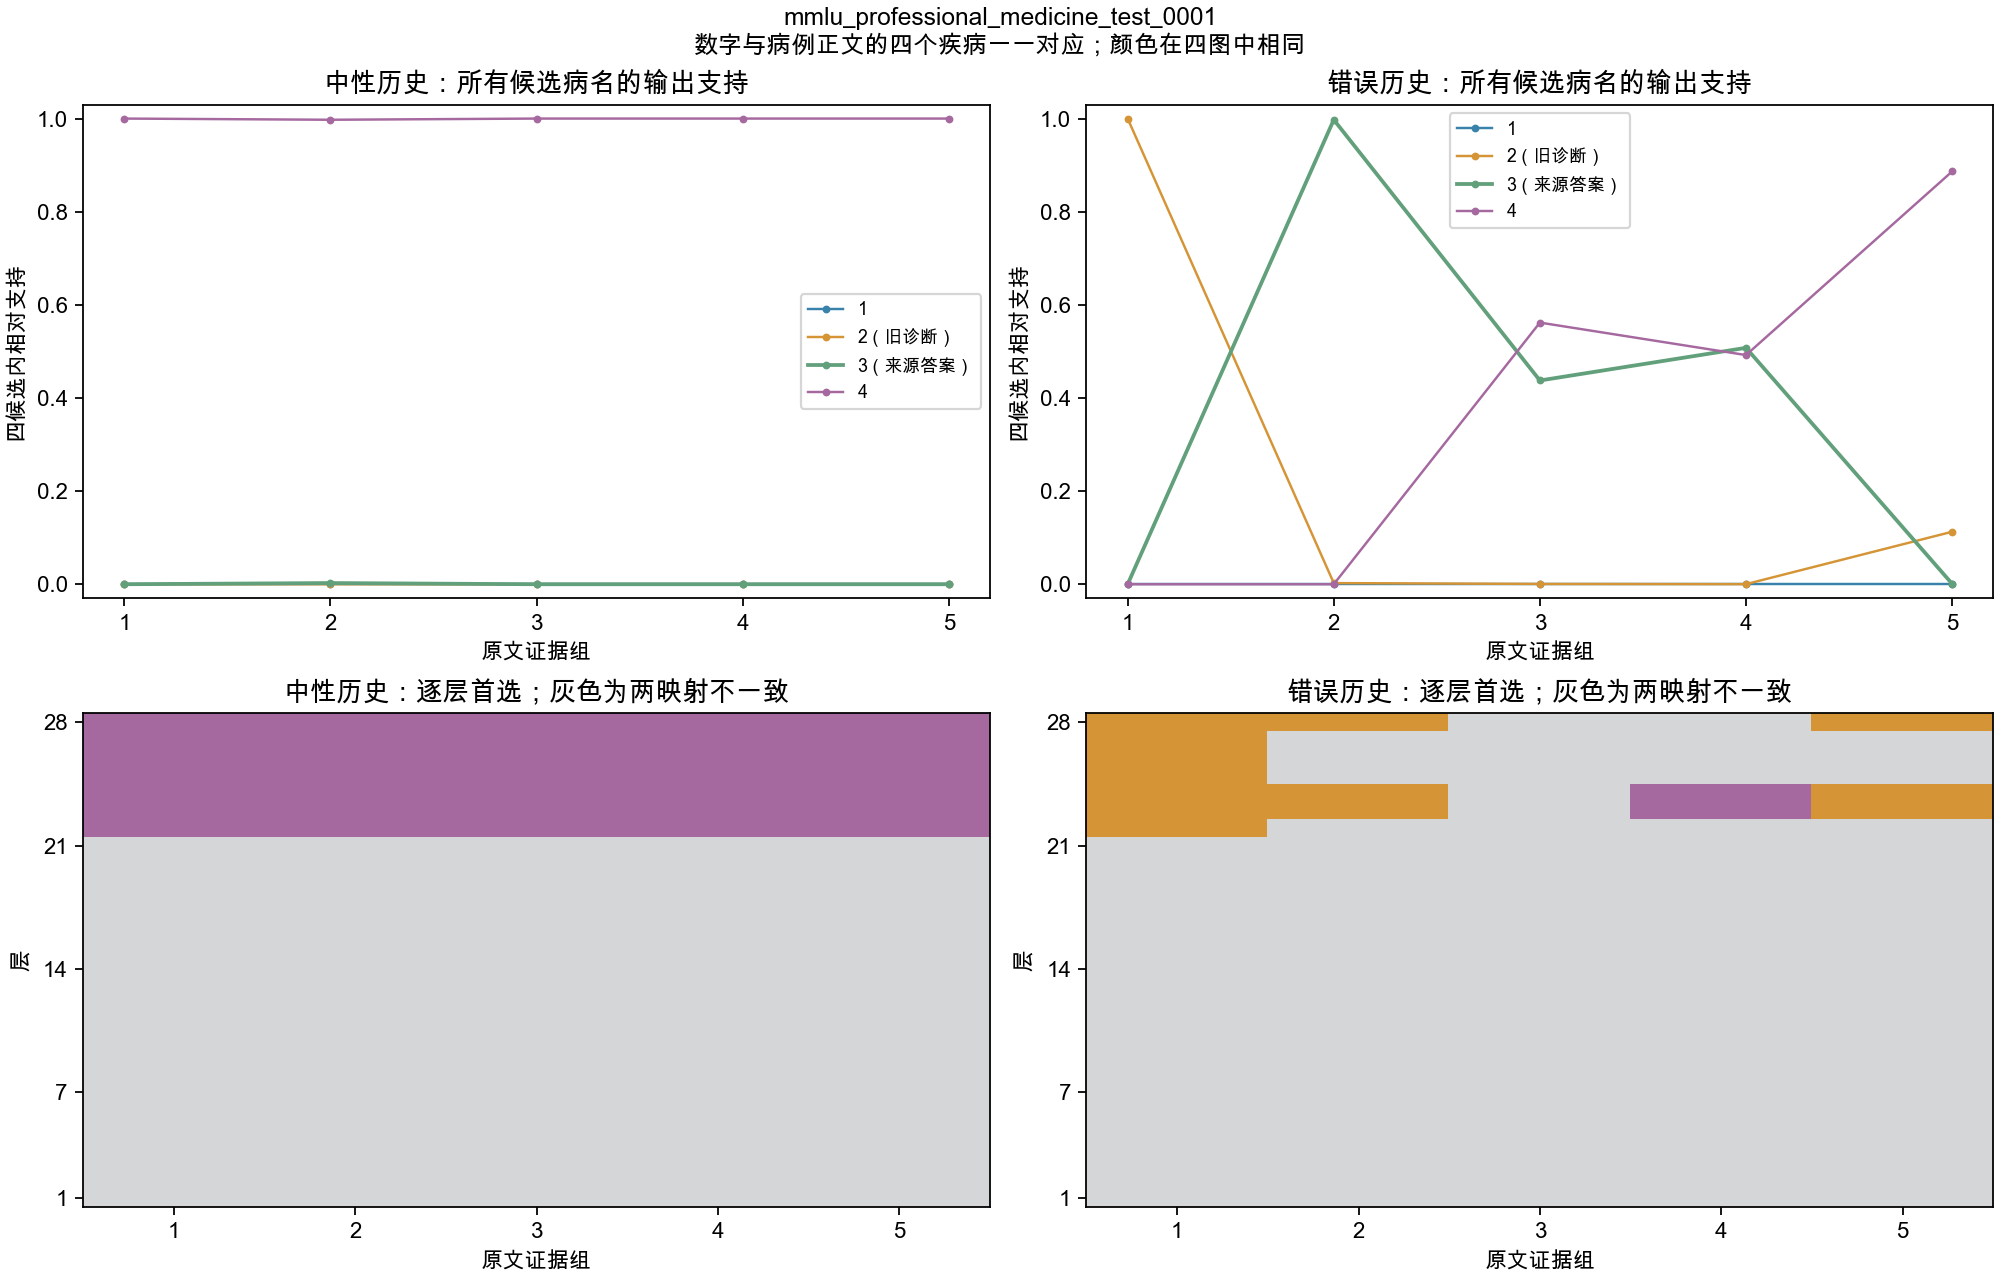 mmlu_professional_medicine_test_0001
数字与病例正文的四个疾病一一对应；颜色在四图中相同
中性历史：所有候选病名的输出支持
四候选内相对支持
1.0
0.8
0.6
0.4
0.2
0.0
1
2（旧诊断）
3（来源答案）
4
1 2 3 4 5
原文证据组
错误历史：所有候选病名的输出支持
四候选内相对支持
1.0
0.8
0.6
0.4
0.2
0.0
1
2（旧诊断）
3（来源答案）
4
1 2 3 4 5
原文证据组
中性历史：逐层首选；灰色为两映射不一致
层
28
21
14
7
1
1 2 3 4 5
原文证据组
错误历史：逐层首选；灰色为两映射不一致
层
28
21
14
7
1
1 2 3 4 5
原文证据组